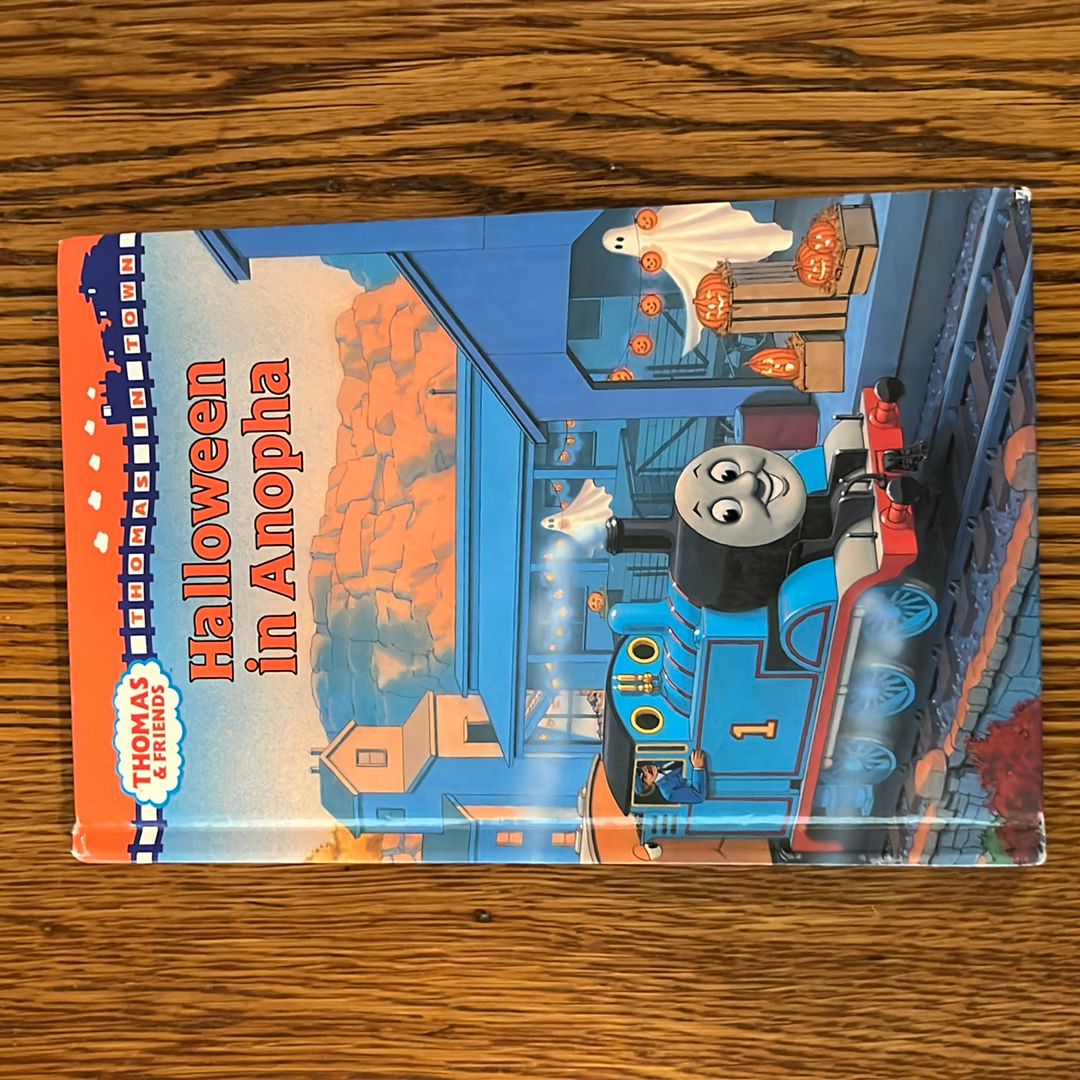 THOMAS
& FRIENDS
THOMAS IN TOWN
Halloween
in Anopha
1